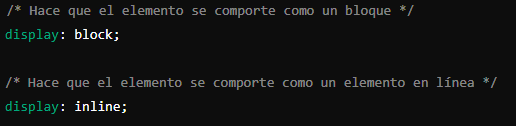 /* Hace que el elemento se comporte como un bloque */
display: block;
/* Hace que el elemento se comporte como un elemento en línea */
display: inline;